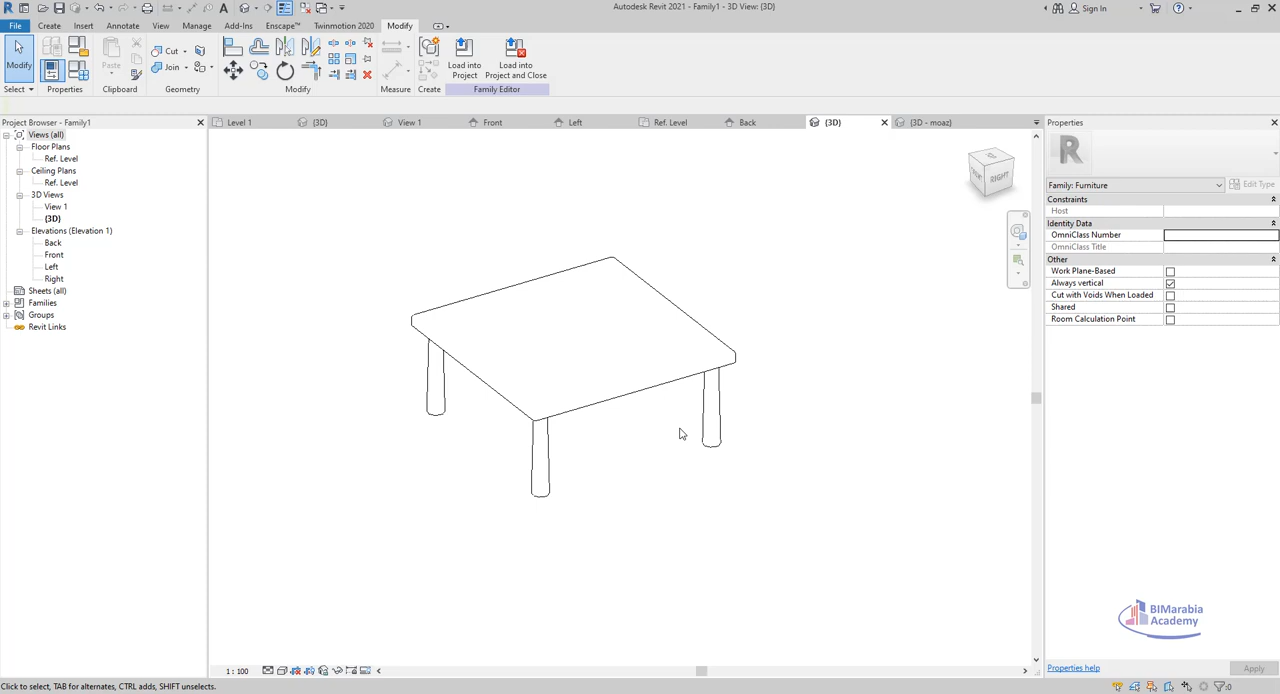 Autodesk Revit 2021 - Family1 - 3D View: {3D}
Sign In
File Create Insert Annotate View Manage Add-Ins Enscape™ Twinmotion 2020 Modify
Modify
Paste
Cut
Join
Load into
Project
Load into
Project and Close
Select Properties Clipboard Geometry Modify Measure Create Family Editor
Project Browser - Family1
Views (all)
Floor Plans
Ref. Level
Ceiling Plans
Ref. Level
3D Views
View 1
{3D}
Elevations (Elevation 1)
Back
Front
Left
Right
Sheets (all)
Families
Groups
Revit Links
Level 1
{3D}
View 1
Front
Left
Ref. Level
Back
{3D}
{3D - moaz}
TOP
FRONT
RIGHT
Properties
R
Family: Furniture
Edit Type
Constraints
Host
Identity Data
OmniClass Number
OmniClass Title
Other
Work Plane-Based
Always vertical
Cut with Voids When Loaded
Shared
Room Calculation Point
BIMarabia
Academy
Properties help
Apply
1 : 100
Click to select, TAB for alternates, CTRL adds, SHIFT unselects.
:0